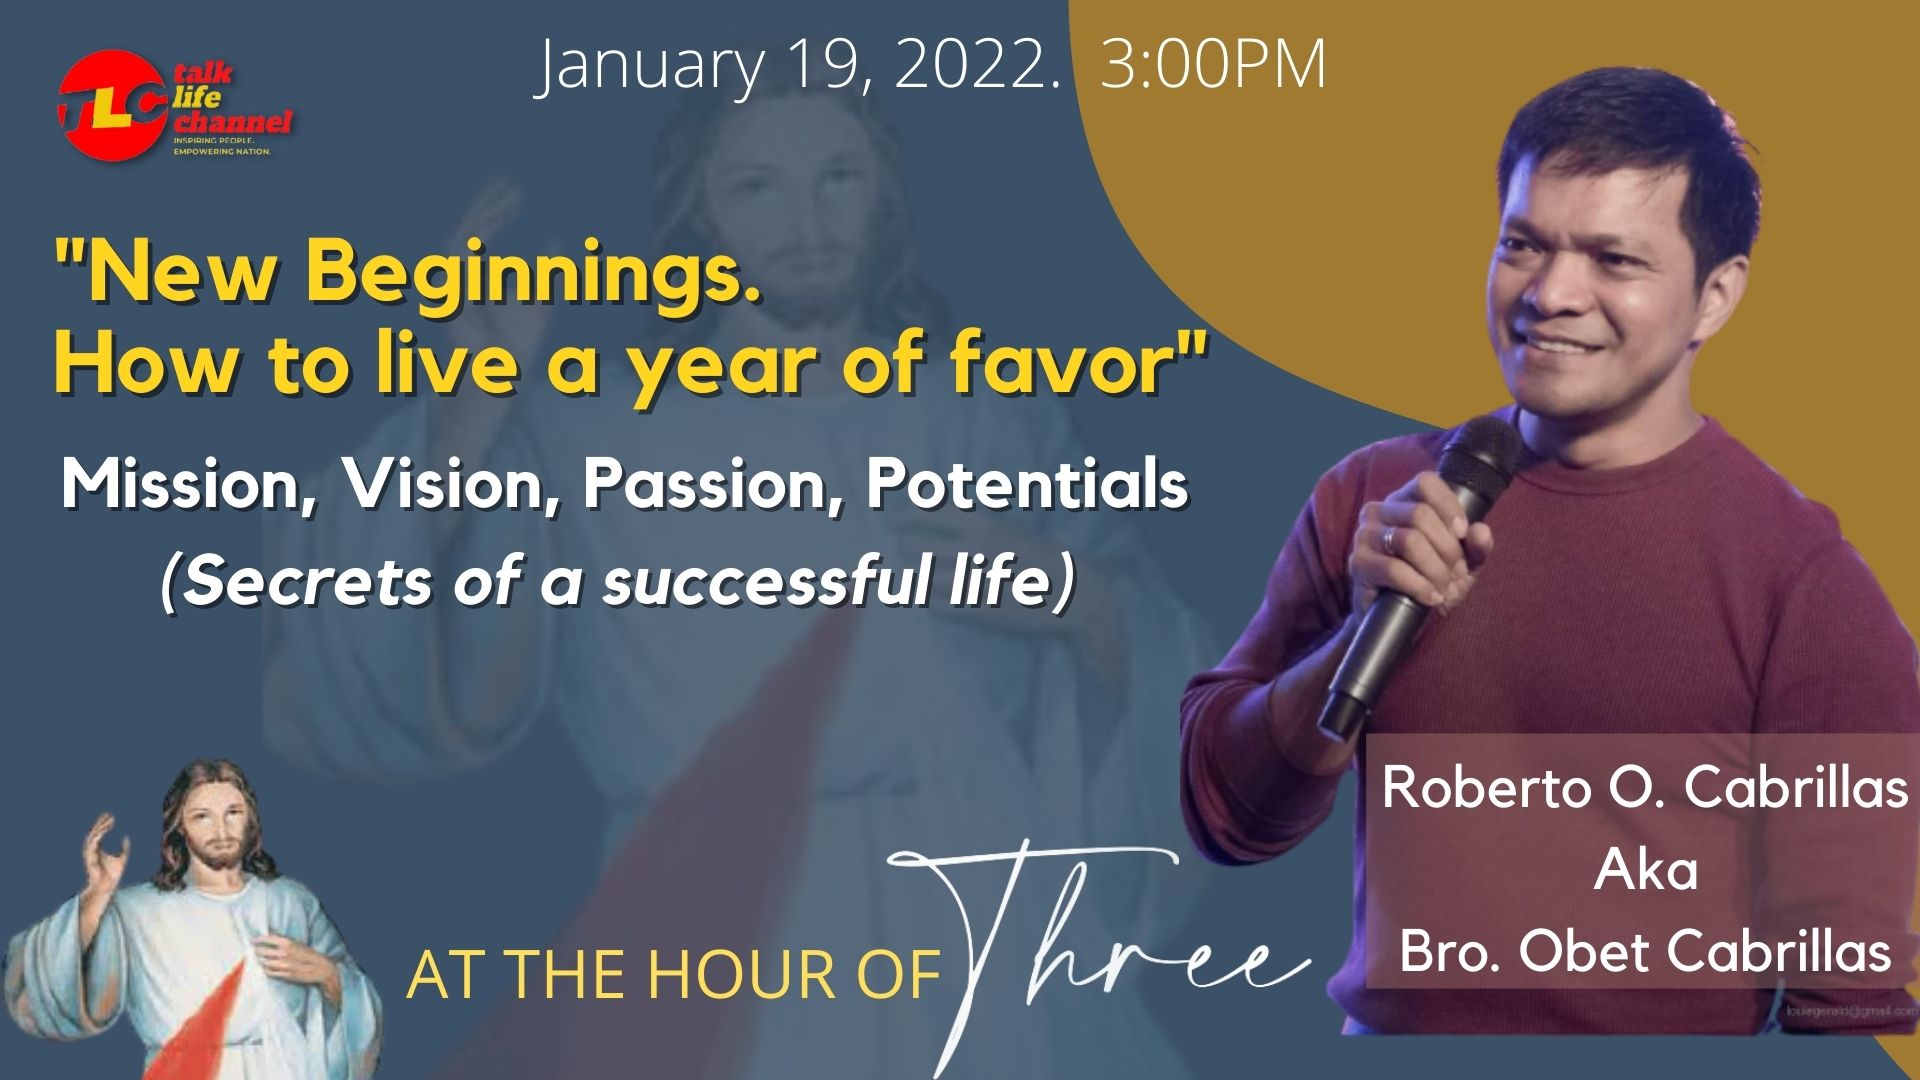 January 19, 2022. 3:00PM
TLC
talk
life
channel
INSPIRING PEOPLE.
EMPOWERING NATION.
"New Beginnings.
How to live a year of favor"
Mission, Vision, Passion, Potentials
(Secrets of a successful life)
AT THE HOUR OF Three
Roberto O. Cabrillas
Aka
Bro. Obet Cabrillas